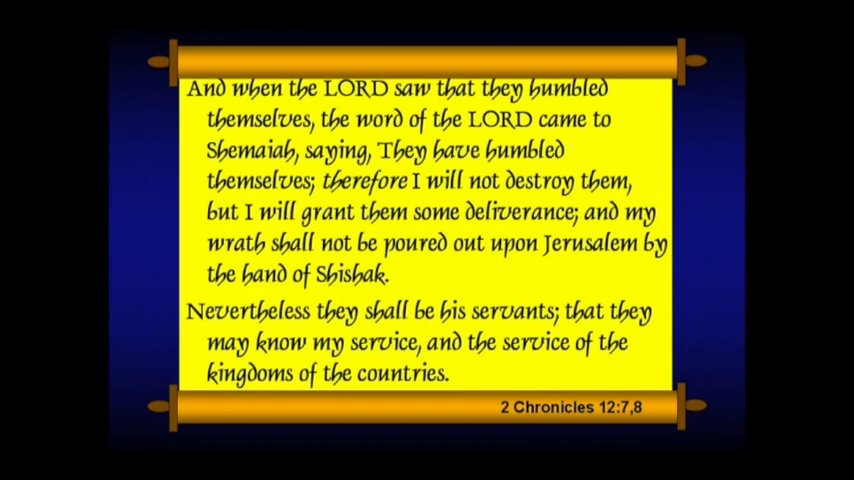 And when the LORD saw that they humbled
themselves, the word of the LORD came to
Shemaiah, saying, They have humbled
themselves; therefore I will not destroy them,
but I will grant them some deliverance; and my
wrath shall not be poured out upon Jerusalem by
the hand of Shishak.
Nevertheless they shall be his servants; that they
may know my service, and the service of the
kingdoms of the countries.
2 Chronicles 12:7,8